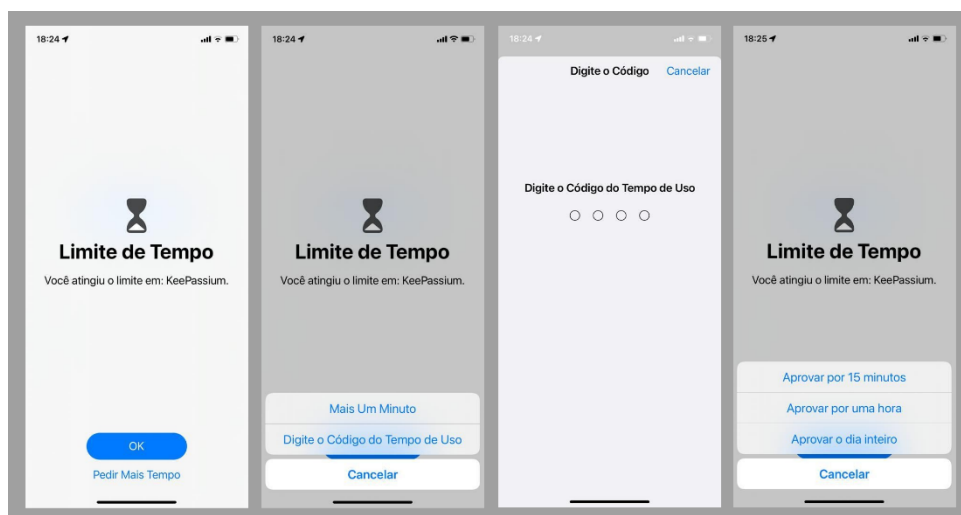 18:24
Limite de Tempo
Você atingiu o limite em: KeePassium.
OK
Pedir Mais Tempo
18:24
Limite de Tempo
Você atingiu o limite em: KeePassium.
Mais Um Minuto
Digite o Código do Tempo de Uso
Cancelar
18:24
Digite o Código
Cancelar
Digite o Código do Tempo de Uso
18:25
Limite de Tempo
Você atingiu o limite em: KeePassium.
Aprovar por 15 minutos
Aprovar por uma hora
Aprovar o dia inteiro
Cancelar